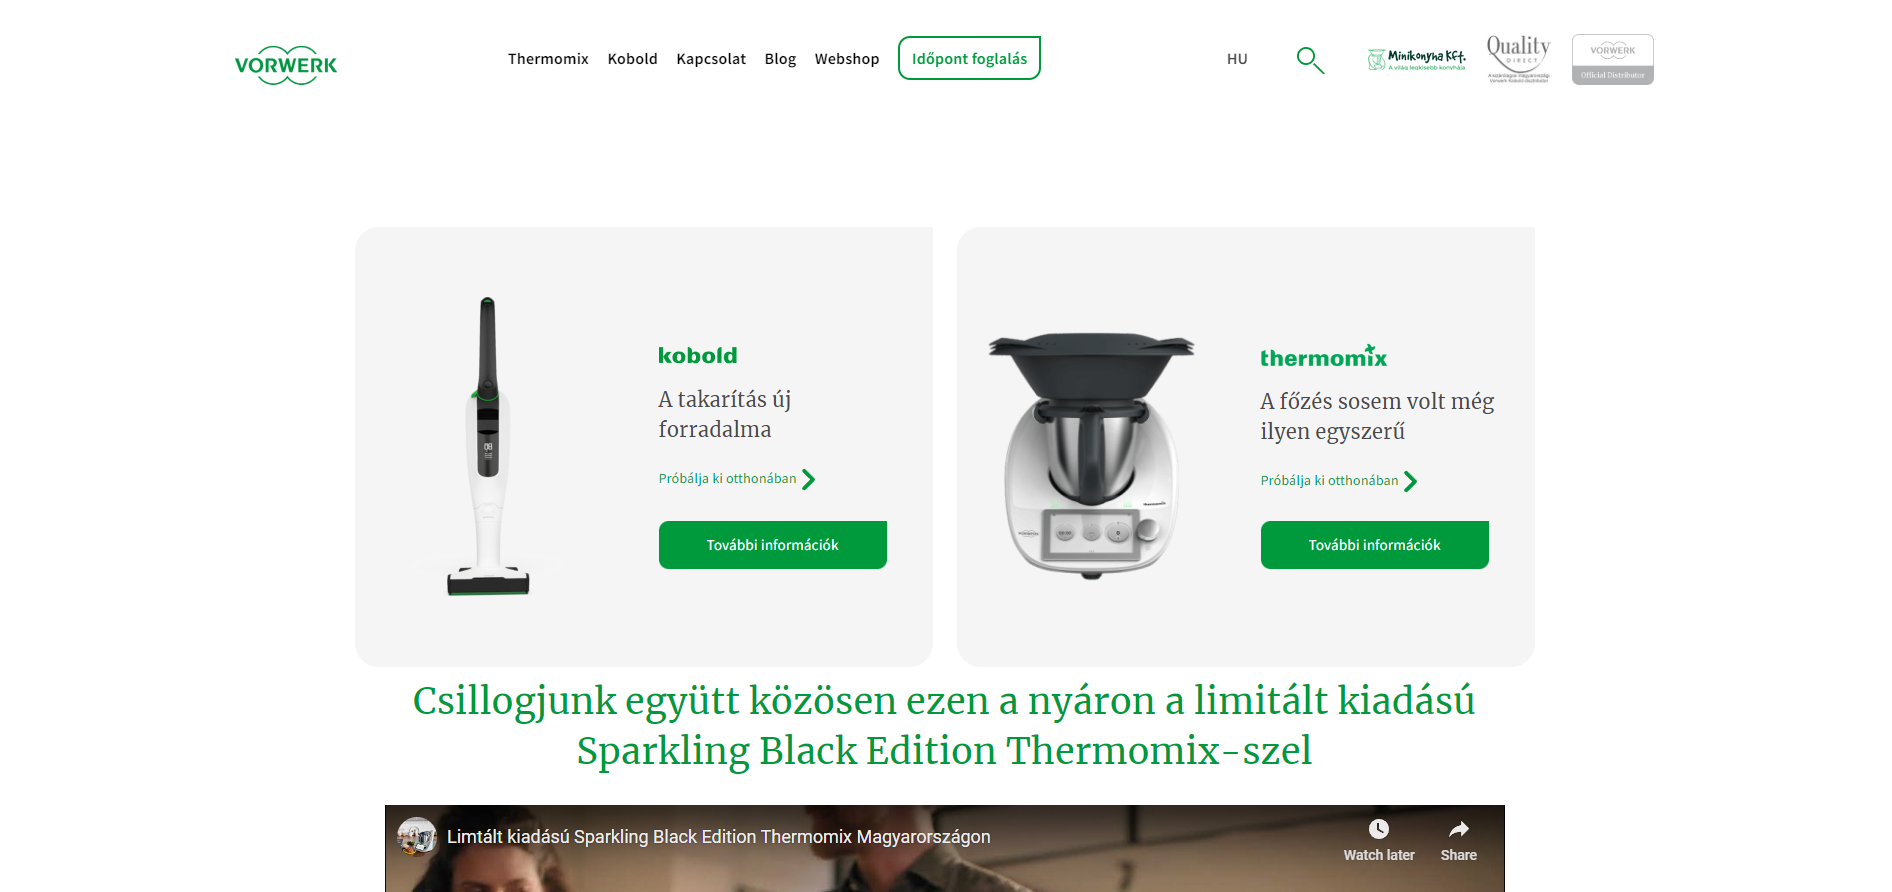 VORWERK
Thermomix Kobold Kapcsolat Blog Webshop Időpont foglalás
HU
Minikonyha Kft.
A világ legkisebb konyhája
Quality
DIRECT
VORWERK
Official Distributor
kobold
A takarítás új
forradalma
Próbálja ki otthonában
További információk
thermomix
A főzés sosem volt még
ilyen egyszerű
Próbálja ki otthonában
További információk
Csillogjunk együtt közösen ezen a nyáron a limitált kiadású
Sparkling Black Edition Thermomix-szel
Limtált kiadású Sparkling Black Edition Thermomix Magyarországon
Watch later
Share